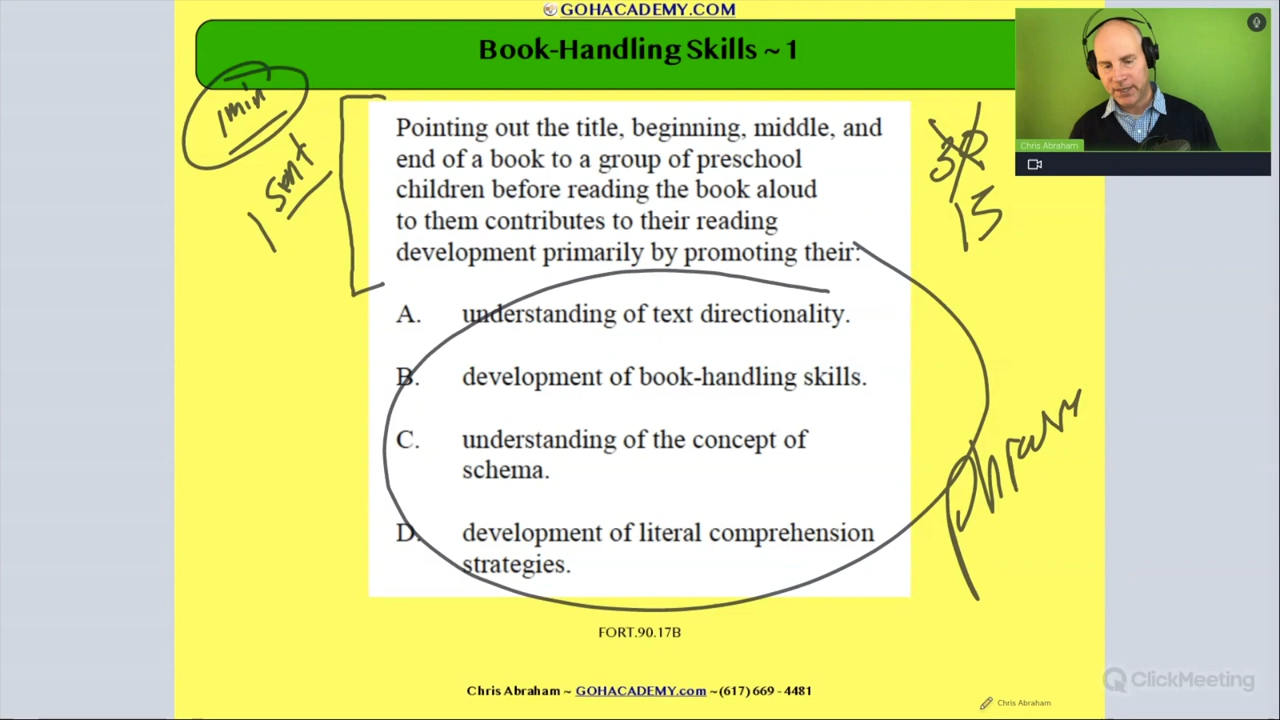 GOHACADEMY.COM
Book-Handling Skills ~ 1
1 min
1 sent
Pointing out the title, beginning, middle, and
end of a book to a group of preschool
children before reading the book aloud
to them contributes to their reading
development primarily by promoting their:
A. understanding of text directionality.
B. development of book-handling skills.
C. understanding of the concept of
schema.
D. development of literal comprehension
strategies.
30
15
FORT.90.17B
Chris Abraham ~ GOHACADEMY.com ~(617) 669 - 4481
Chris Abraham
ClickMeeting
Chris Abraham